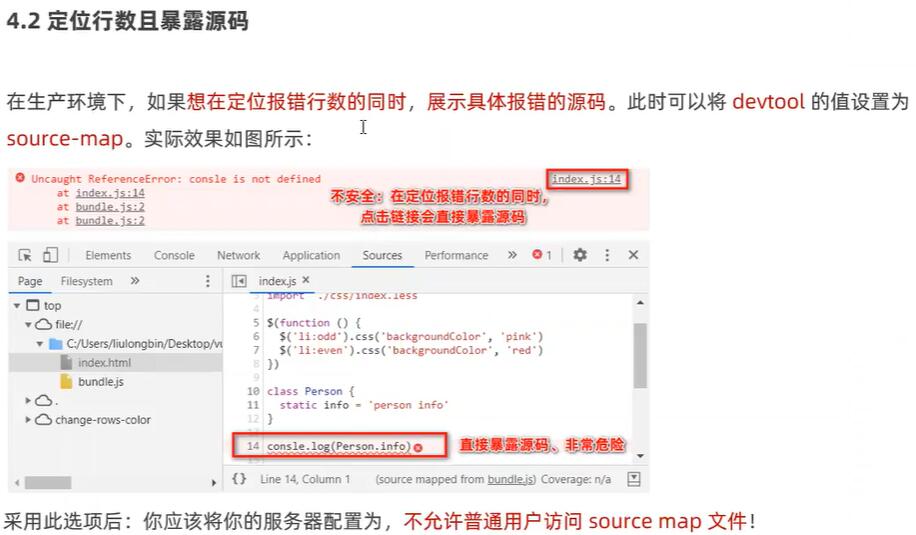 4.2 定位行数且暴露源码
在生产环境下，如果想在定位报错行数的同时，展示具体报错的源码。此时可以将 devtool 的值设置为
source-map。实际效果如图所示：
Uncaught ReferenceError: consle is not defined
index.js:14
at index.js:14
at bundle.js:2
at bundle.js:2
不安全：在定位报错行数的同时，
点击链接会直接暴露源码
Elements Console Network Application Sources Performance » 1
Page Filesystem »
index.js ×
top
file://
C:/Users/liulongbin/Desktop/vu
index.html
bundle.js
.
change-rows-color
3 import './css/index.less'
4
5 $(function () {
6 $('li:odd').css('backgroundColor', 'pink')
7 $('li:even').css('backgroundColor', 'red')
8 })
9
10 class Person {
11 static info = 'person info'
12 }
13
14 consle.log(Person.info)
直接暴露源码、非常危险
{} Line 14, Column 1 (source mapped from bundle.js) Coverage: n/a
采用此选项后：你应该将你的服务器配置为，不允许普通用户访问 source map 文件！